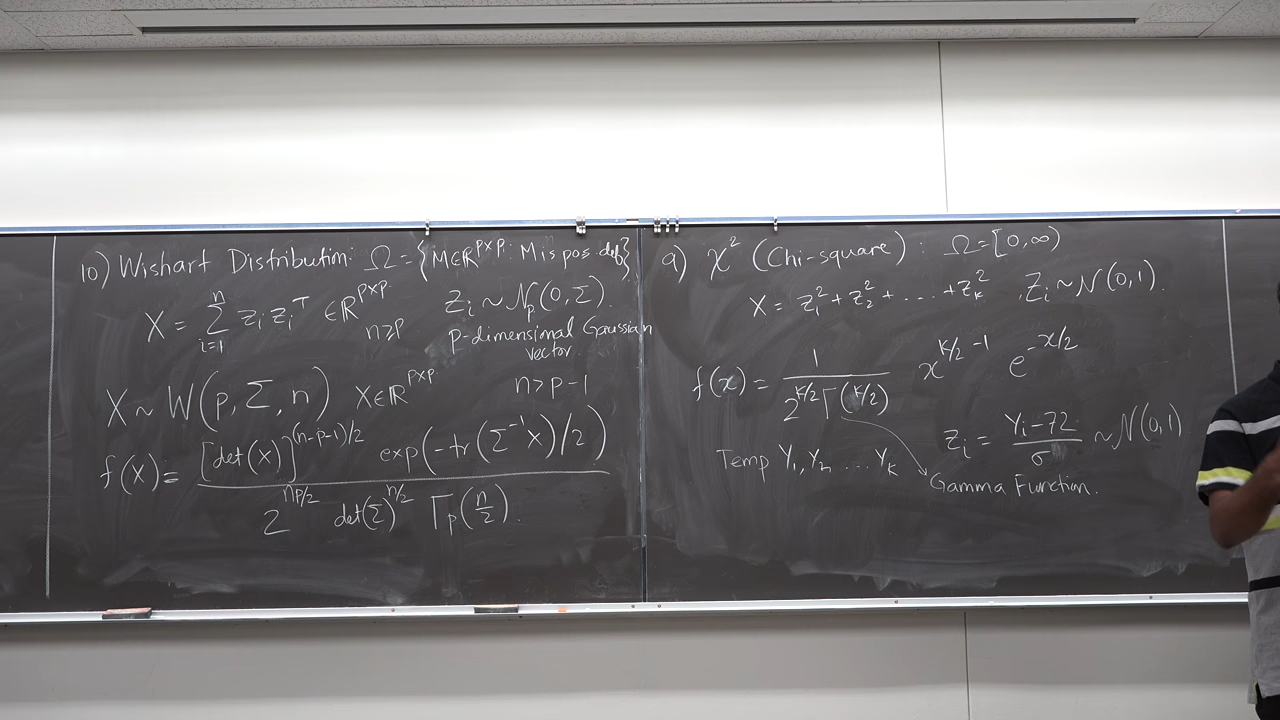 10) Wishart Distribution: Ω = {M∈ℝ^{p×p}: M is pos-def}
X = Σ_{i=1}^{n} z_i z_i^T ∈ℝ^{p×p} n≥p Z_i ~ N_p(0,Σ).
p-dimensional Gaussian
vector.
X ~ W(p, Σ, n) X∈ℝ^{p×p} n>p-1
f(X) = [det(X)]^{(n-p-1)/2} exp(-tr(Σ^{-1}X)/2) / 2^{np/2} det(Σ)^{n/2} Γ_p(n/2).
9) χ² (Chi-square): Ω=[0,∞)
X = Z_1² + Z_2² + .... + Z_k² , Z_i ~ N(0,1).
f(x) = 1 / 2^{k/2} Γ(k/2) x^{k/2 -1} e^{-x/2}
Temp Y_1, Y_2, ... Y_k Z_i = Y_i-72 / σ ~ N(0,1)
Gamma Function.